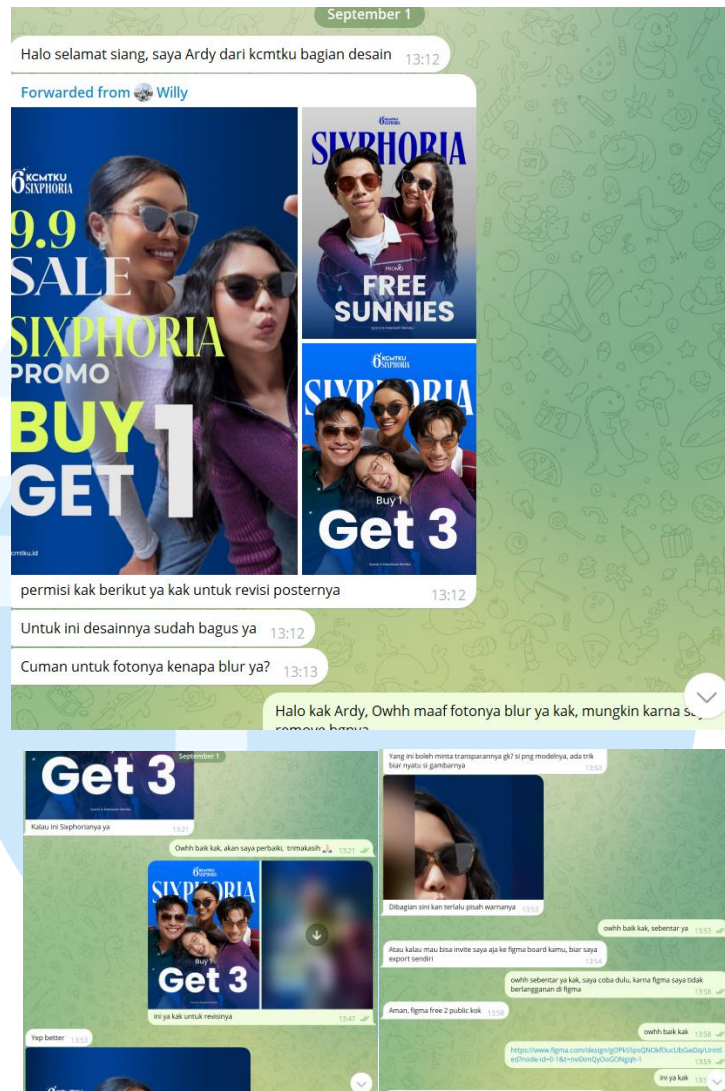 September 1
Halo selamat siang, saya Ardy dari kcmtku bagian desain 13:12
Forwarded from Willy
6 KCMTKU
SIXPHORIA
9.9
SALE
SIXPHORIA
PROMO
BUY 1
GET 1
cmtku.id
SIXPHORIA
PROMO
FREE
SUNNIES
6 KCMTKU
SIXPHORIA
SIXPHORIA
Buy 1
Get 3
permisi kak berikut ya kak untuk revisi posternya 13:12
Untuk ini desainnya sudah bagus ya 13:12
Cuman untuk fotonya kenapa blur ya? 13:13
Halo kak Ardy, Owhh maaf fotonya blur ya kak, mungkin karna
remove bgnya
September 1
Get 3
Kalau ini Sixphorianya ya 13:21
Owhh baik kak, akan saya perbaiki, trimakasih 13:21
6 KCMTKU
SIXPHORIA
SIXPHORIA
Buy 1
Get 3
ini ya kak untuk revisinya 13:47
Yep better 13:53
Yang ini boleh minta transparannya gk? si png modelnya, ada trik
biar nyatu si gambarnya 13:53
Dibagian sini kan terlalu pisah warnanya 13:53
owhh baik kak, sebentar ya 13:53
Atau kalau mau bisa invite saya aja ke figma board kamu, biar saya
export sendiri 13:54
owhh sebentar ya kak, saya coba dulu, karna figma saya tidak
berlangganan di figma 13:58
Aman, figma free 2 public kok 13:58
owhh baik kak 13:58
ini ya kak